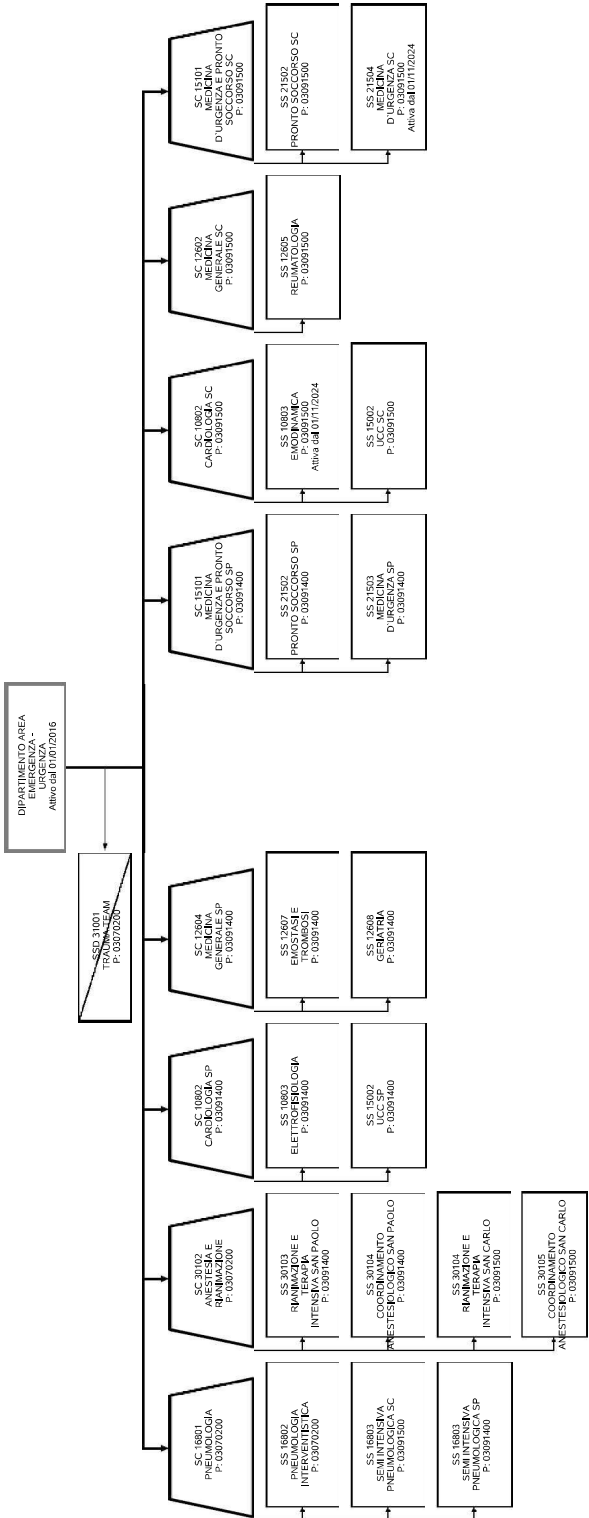 DIPARTIMENTO AREA
EMERGENZA -
URGENZA
Attivo dal 01/01/2016
SSD 31001
TRAUMA TEAM
P: 03070200
SC 16801
PNEUMOLOGIA
P: 03070200
SS 16802
PNEUMOLOGIA
INTERVENTISTICA
P: 03070200
SS 16803
SEMI INTENSIVA
PNEUMOLOGICA SC
P: 03091500
SS 16803
SEMI INTENSIVA
PNEUMOLOGICA SP
P: 03091400
SC 30102
ANESTESIA E
RIANIMAZIONE
P: 03070200
SS 30103
RIANIMAZIONE E
TERAPIA
INTENSIVA SAN PAOLO
P: 03091400
SS 30104
COORDINAMENTO
ANESTESIOLOGICO SAN PAOLO
P: 03091400
SS 30104
RIANIMAZIONE E
TERAPIA
INTENSIVA SAN CARLO
P: 03091500
SS 30105
COORDINAMENTO
ANESTESIOLOGICO SAN CARLO
P: 03091500
SC 10802
CARDIOLOGIA SP
P: 03091400
SS 10803
ELETTROFISIOLOGIA
P: 03091400
SS 15002
UCC SP
P: 03091400
SC 12604
MEDICINA
GENERALE SP
P: 03091400
SS 12607
EMOSTASI E
TROMBOSI
P: 03091400
SS 12608
GERIATRIA
P: 03091400
SC 15101
MEDICINA
D'URGENZA E PRONTO
SOCCORSO SP
P: 03091400
SS 21502
PRONTO SOCCORSO SP
P: 03091400
SS 21503
MEDICINA
D'URGENZA SP
P: 03091400
SC 10802
CARDIOLOGIA SC
P: 03091500
SS 10803
EMODINAMICA
P: 03091500
Attiva dal 01/11/2024
SS 15002
UCC SC
P: 03091500
SC 12602
MEDICINA
GENERALE SC
P: 03091500
SS 12605
REUMATOLOGIA
P: 03091500
SC 15101
MEDICINA
D'URGENZA E PRONTO
SOCCORSO SC
P: 03091500
SS 21502
PRONTO SOCCORSO SC
P: 03091500
SS 21504
MEDICINA
D'URGENZA SC
P: 03091500
Attiva dal 01/11/2024